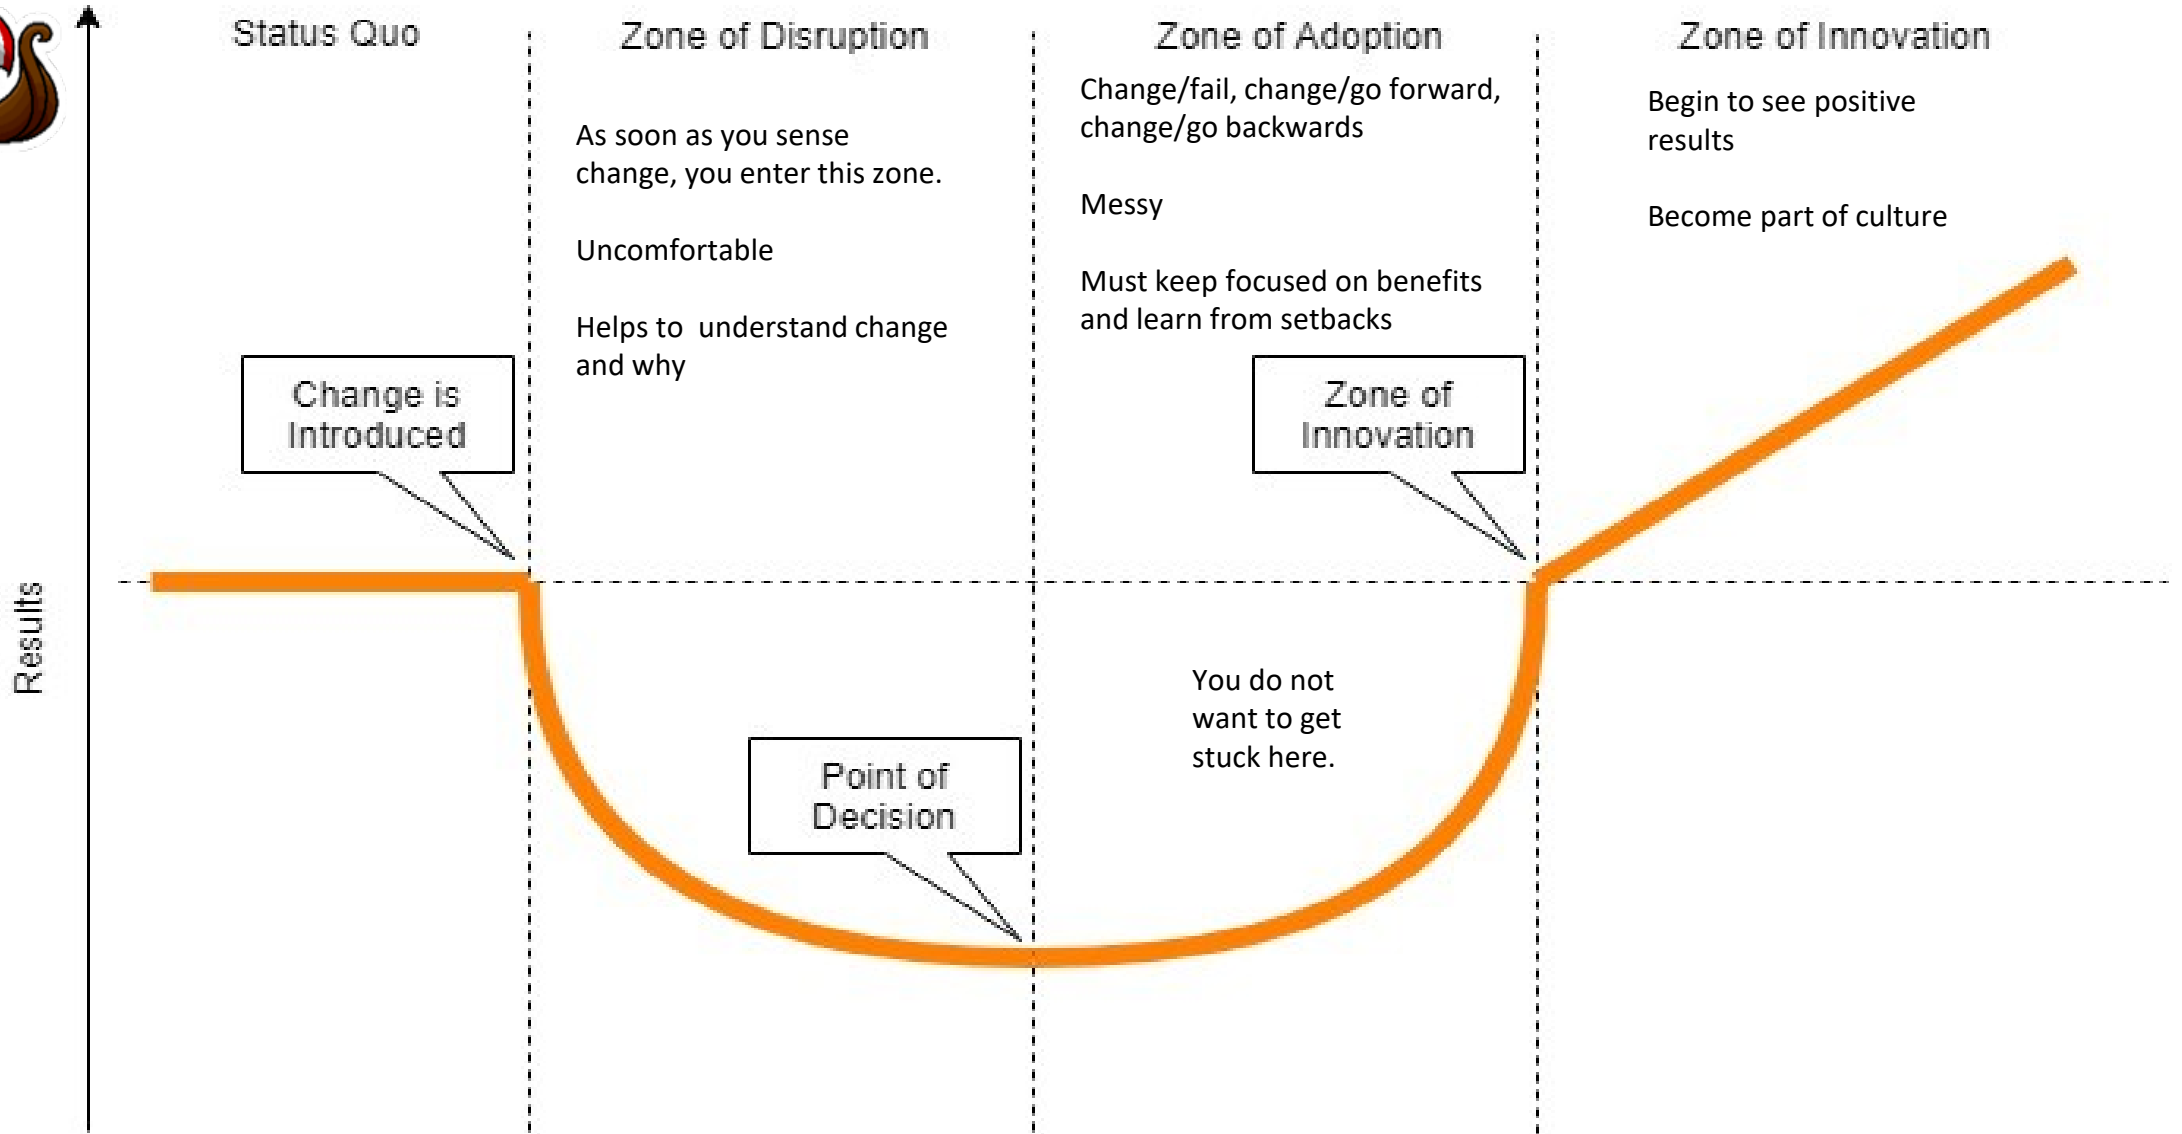 Status Quo
Zone of Disruption
Zone of Adoption
Zone of Innovation
As soon as you sense
change, you enter this zone.
Uncomfortable
Helps to  understand change
and why
Change/fail, change/go forward,
change/go backwards
Messy
Must keep focused on benefits
and learn from setbacks
Begin to see positive
results
Become part of culture
Change is
Introduced
Zone of
Innovation
Results
You do not
want to get
stuck here.
Point of
Decision